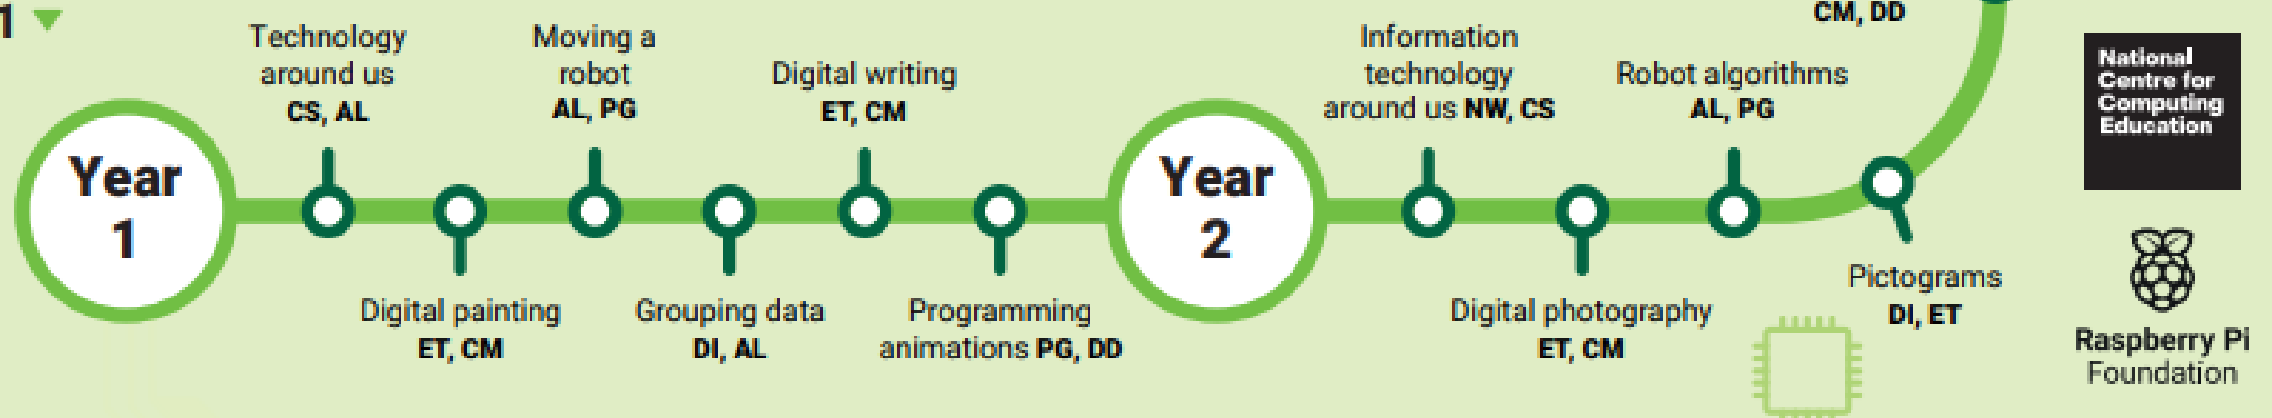 1
Technology
around us
CS, AL
Moving a
robot
AL, PG
Digital writing
ET, CM
Information
technology
around us NW, CS
Robot algorithms
AL, PG
CM, DD
Year
1
Year
2
Digital painting
ET, CM
Grouping data
DI, AL
Programming
animations PG, DD
Digital photography
ET, CM
Pictograms
DI, ET
National
Centre for
Computing
Education
Raspberry Pi
Foundation